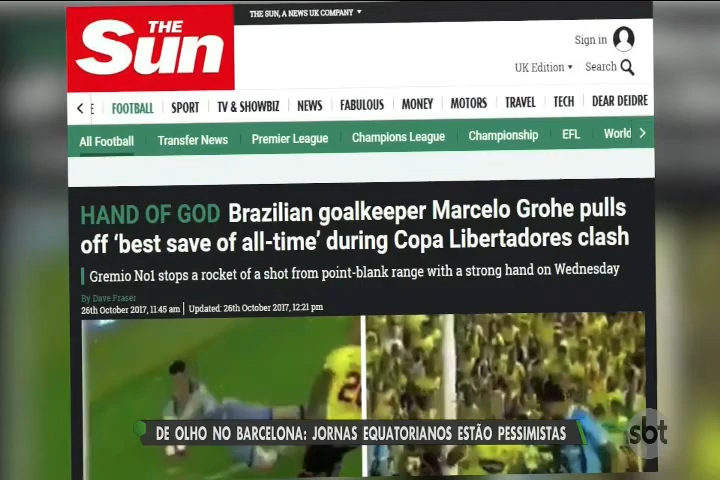 THE SUN, A NEWS UK COMPANY
THE
Sun
Sign in
UK Edition
Search
FOOTBALL SPORT TV & SHOWBIZ NEWS FABULOUS MONEY MOTORS TRAVEL TECH DEAR DEIDRE
All Football Transfer News Premier League Champions League Championship EFL World
HAND OF GOD Brazilian goalkeeper Marcelo Grohe pulls
off ‘best save of all-time’ during Copa Libertadores clash
Gremio No1 stops a rocket of a shot from point-blank range with a strong hand on Wednesday
By Dave Fraser
26th October 2017, 11:45 am Updated: 26th October 2017, 12:21 pm
DE OLHO NO BARCELONA: JORNAS EQUATORIANOS ESTÃO PESSIMISTAS
sbt